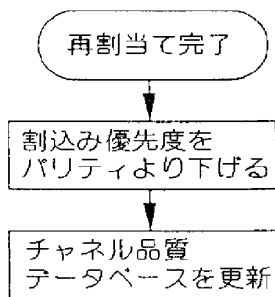 再割当て完了
割込み優先度を
パリティより下げる
チャネル品質
データベースを更新